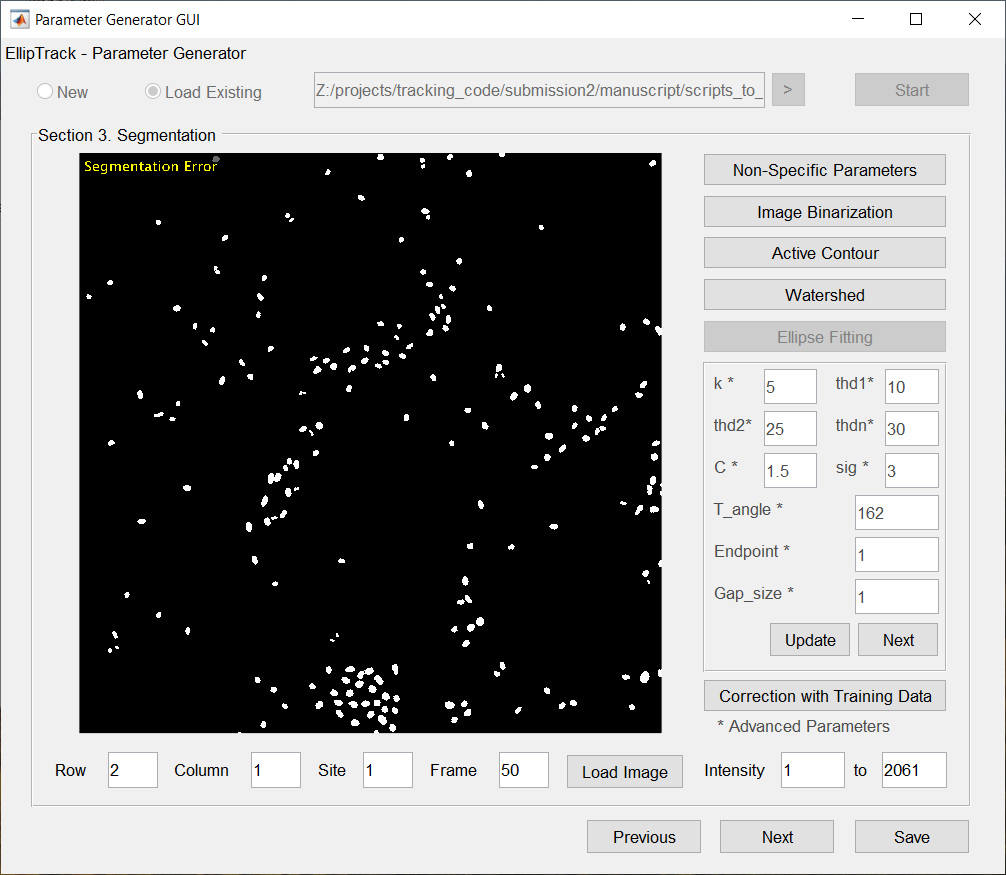 Parameter Generator GUI
EllipTrack - Parameter Generator
New Load Existing Z:/projects/tracking_code/submission2/manuscript/scripts_to_ > Start
Section 3. Segmentation
Segmentation Error
Non-Specific Parameters
Image Binarization
Active Contour
Watershed
Ellipse Fitting
k * 5 thd1* 10
thd2* 25 thdn* 30
C * 1.5 sig * 3
T_angle * 162
Endpoint * 1
Gap_size * 1
Update Next
Correction with Training Data
* Advanced Parameters
Row 2 Column 1 Site 1 Frame 50 Load Image Intensity 1 to 2061
Previous Next Save